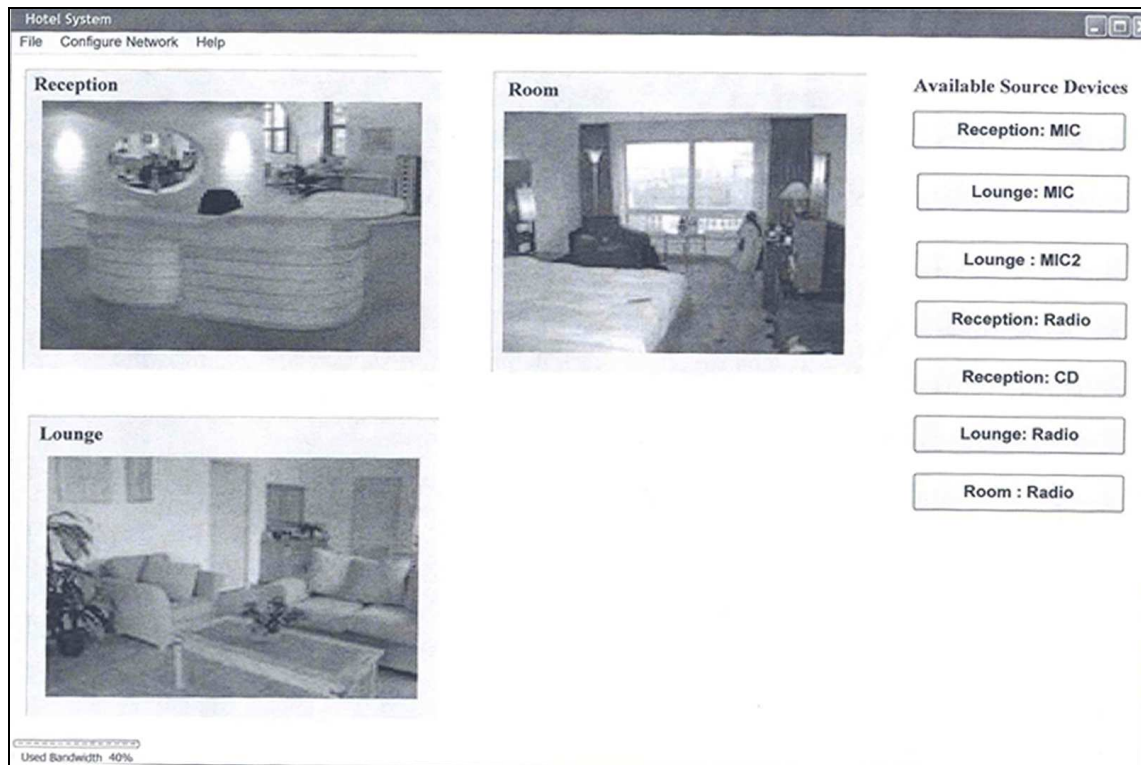 Hotel System
File Configure Network Help
Reception
Room
Available Source Devices
Reception: MIC
Lounge: MIC
Lounge : MIC2
Reception: Radio
Reception: CD
Lounge: Radio
Room : Radio
Lounge
Used Bandwidth 40%